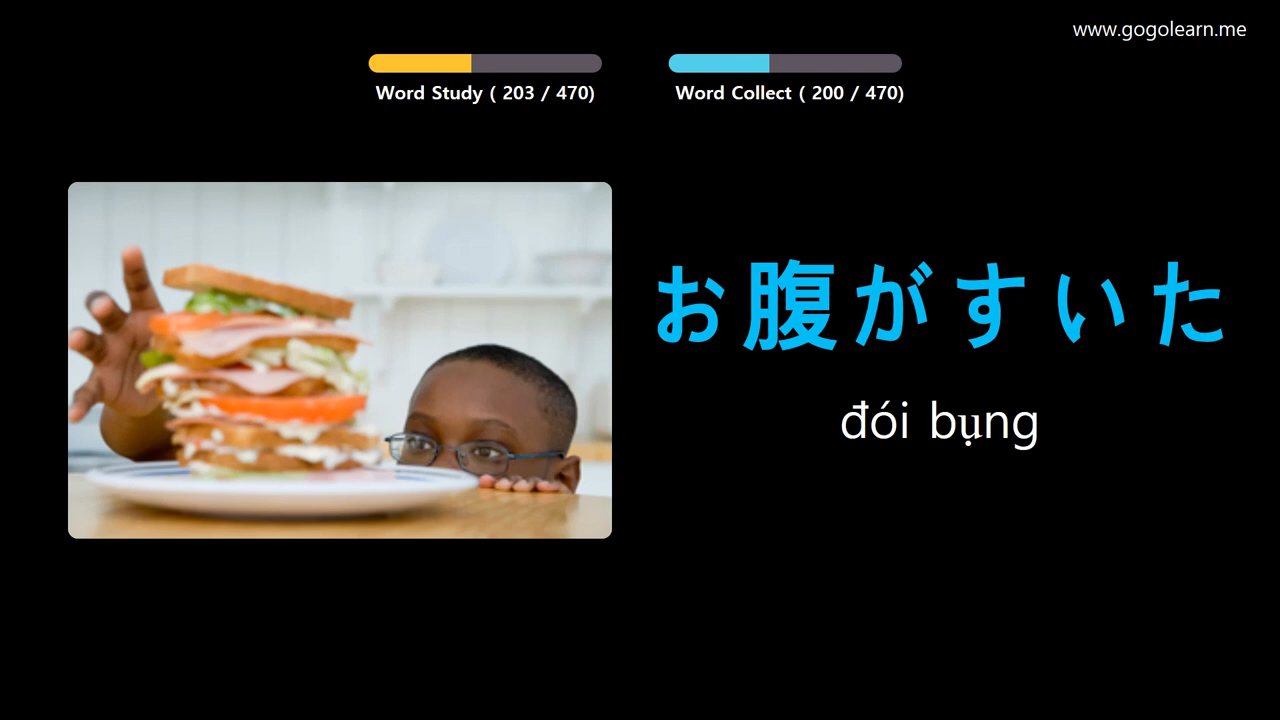 www.gogolearn.me
Word Study ( 203 / 470)
Word Collect ( 200 / 470)
お腹がすいた
đói bụng